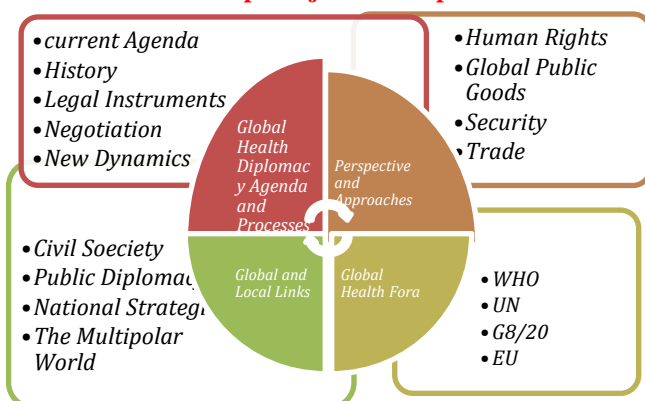 •current Agenda
•History
•Legal Instruments
•Negotiation
•New Dynamics
•Human Rights
•Global Public
Goods
•Security
•Trade
Global
Health
Diplomac
y Agenda
and
Processes
Perspective
and
Approaches
•Civil Soeciety
•Public
•National
•The Multipolar
World
Global and
Local Links
Global
Health Fora
•WHO
•UN
•G8/20
•EU